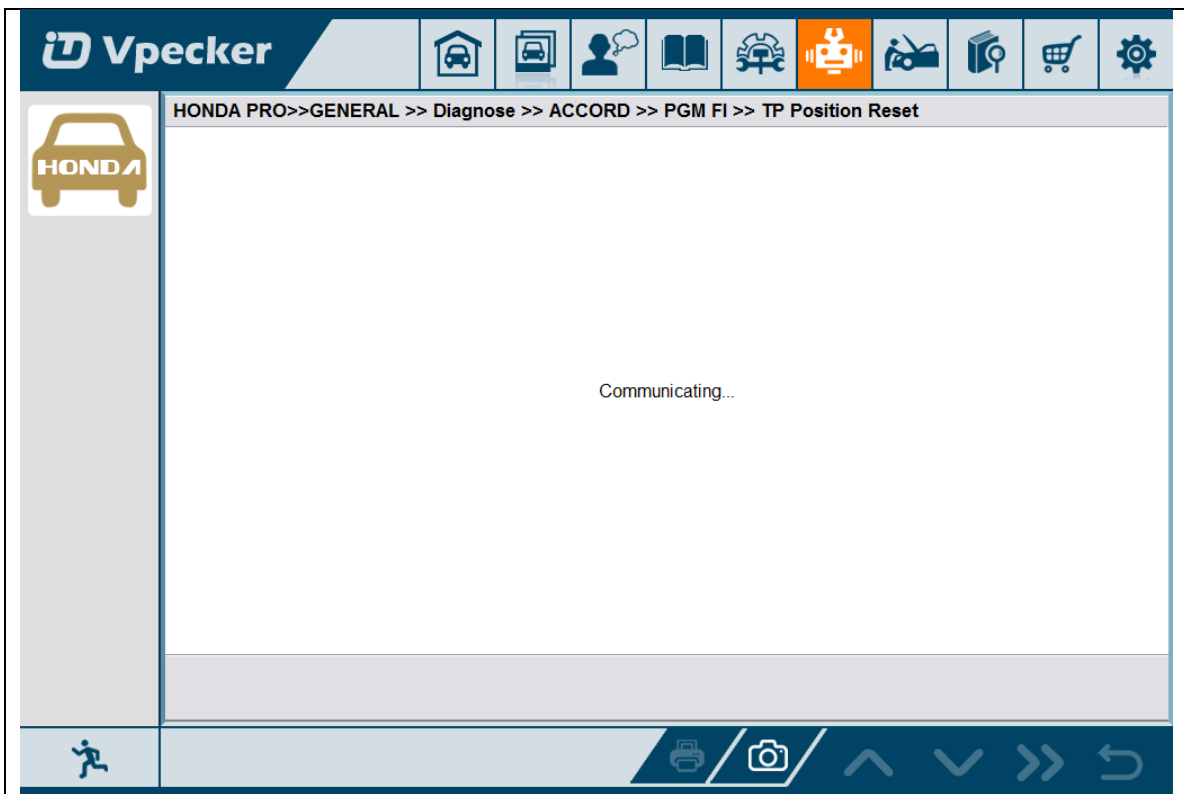 Vpecker
HONDA PRO>>GENERAL >> Diagnose >> ACCORD >> PGM FI >> TP Position Reset
HONDA
Communicating...